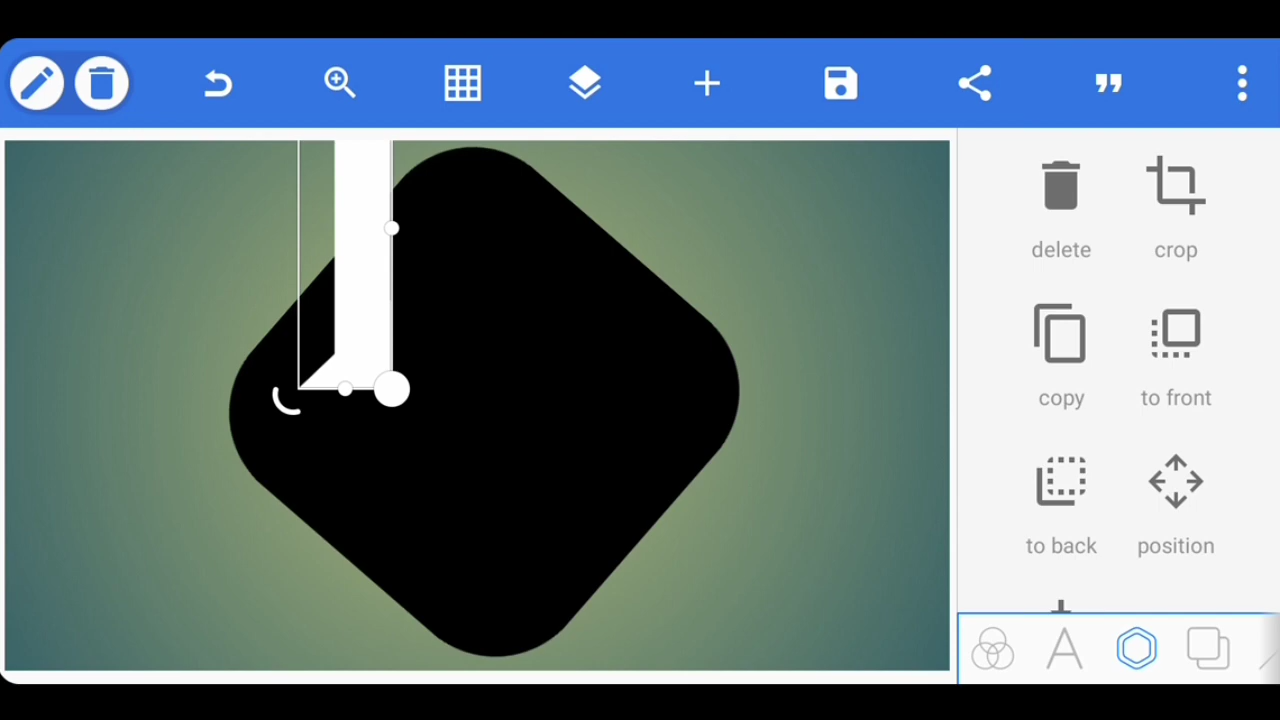 delete
crop
copy
to front
to back
position